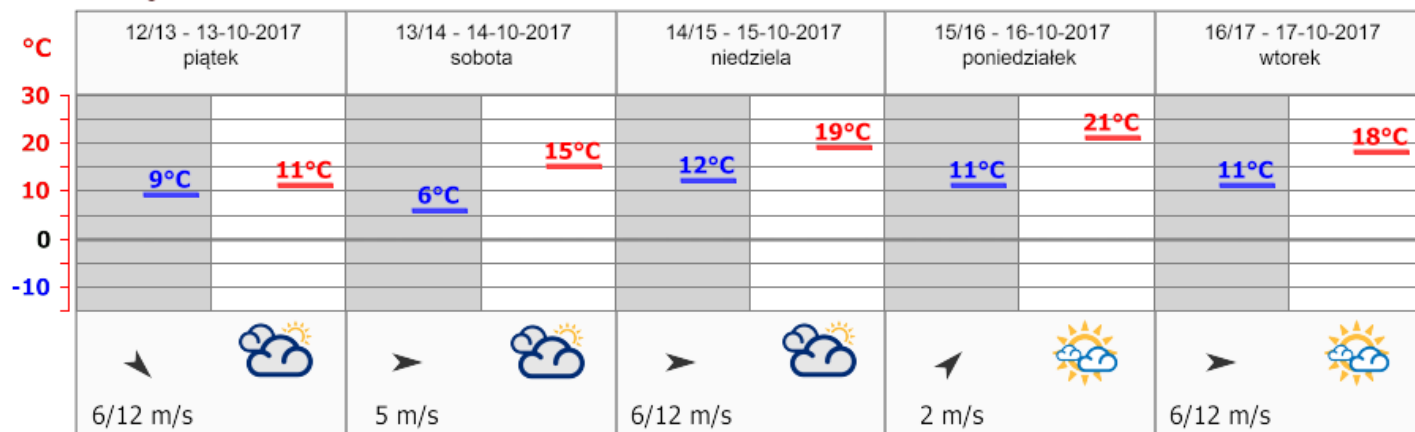 °C
12/13 - 13-10-2017
piątek
13/14 - 14-10-2017
sobota
14/15 - 15-10-2017
niedziela
15/16 - 16-10-2017
poniedziałek
16/17 - 17-10-2017
wtorek
30
20
10
0
-10
9°C
11°C
6°C
15°C
12°C
19°C
11°C
21°C
11°C
18°C
6/12 m/s
5 m/s
6/12 m/s
2 m/s
6/12 m/s